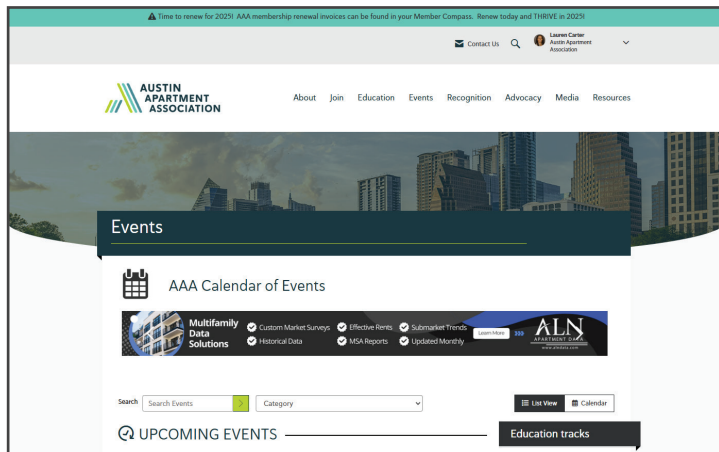 Time to renew for 2025! AAA membership renewal invoices can be found in your Member Compass. Renew today and THRIVE in 2025!
Contact Us
Lauren Carter
Austin Apartment
Association
AUSTIN
APARTMENT
ASSOCIATION
About Join Education Events Recognition Advocacy Media Resources
Events
AAA Calendar of Events
Multifamily
Data
Solutions
Custom Market Surveys Effective Rents Submarket Trends
Historical Data MSA Reports Updated Monthly
Learn More
ALN
APARTMENT DATA
www.alndata.com
Search Search Events Category List View Calendar
UPCOMING EVENTS
Education tracks